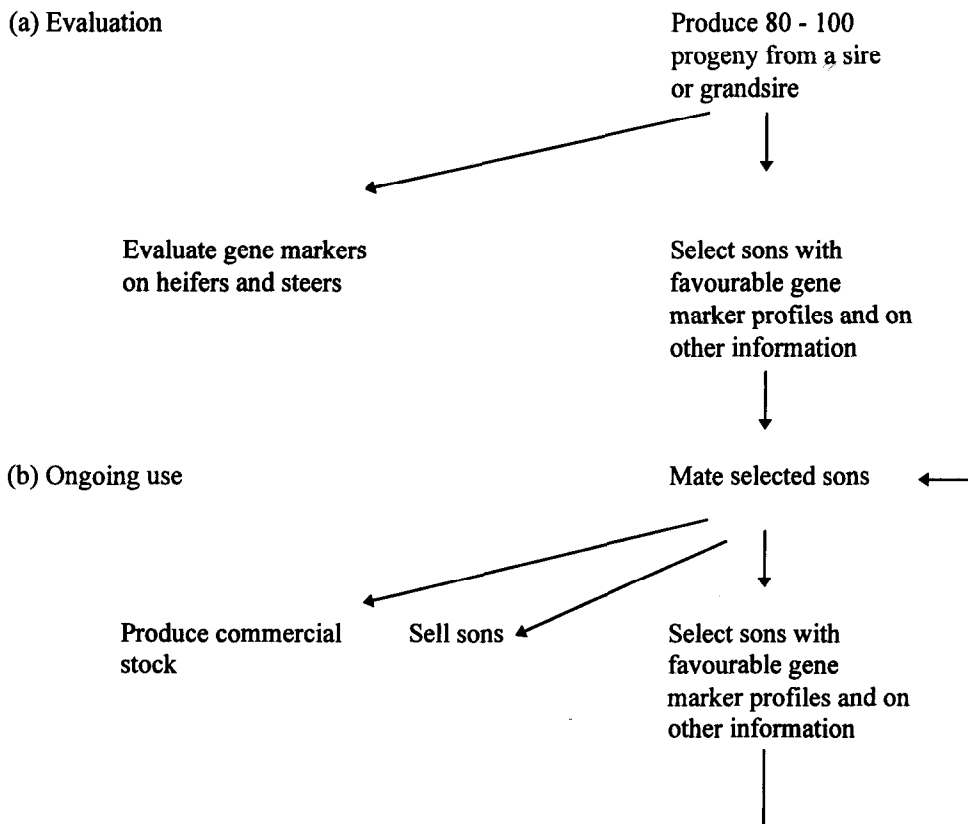 (a) Evaluation
Produce 80 - 100
progeny from a sire
or grandsire
Evaluate gene markers
on heifers and steers
Select sons with
favourable gene
marker profiles and on
other information
(b) Ongoing use
Mate selected sons
Produce commercial
stock
Sell sons
Select sons with
favourable gene
marker profiles and on
other information